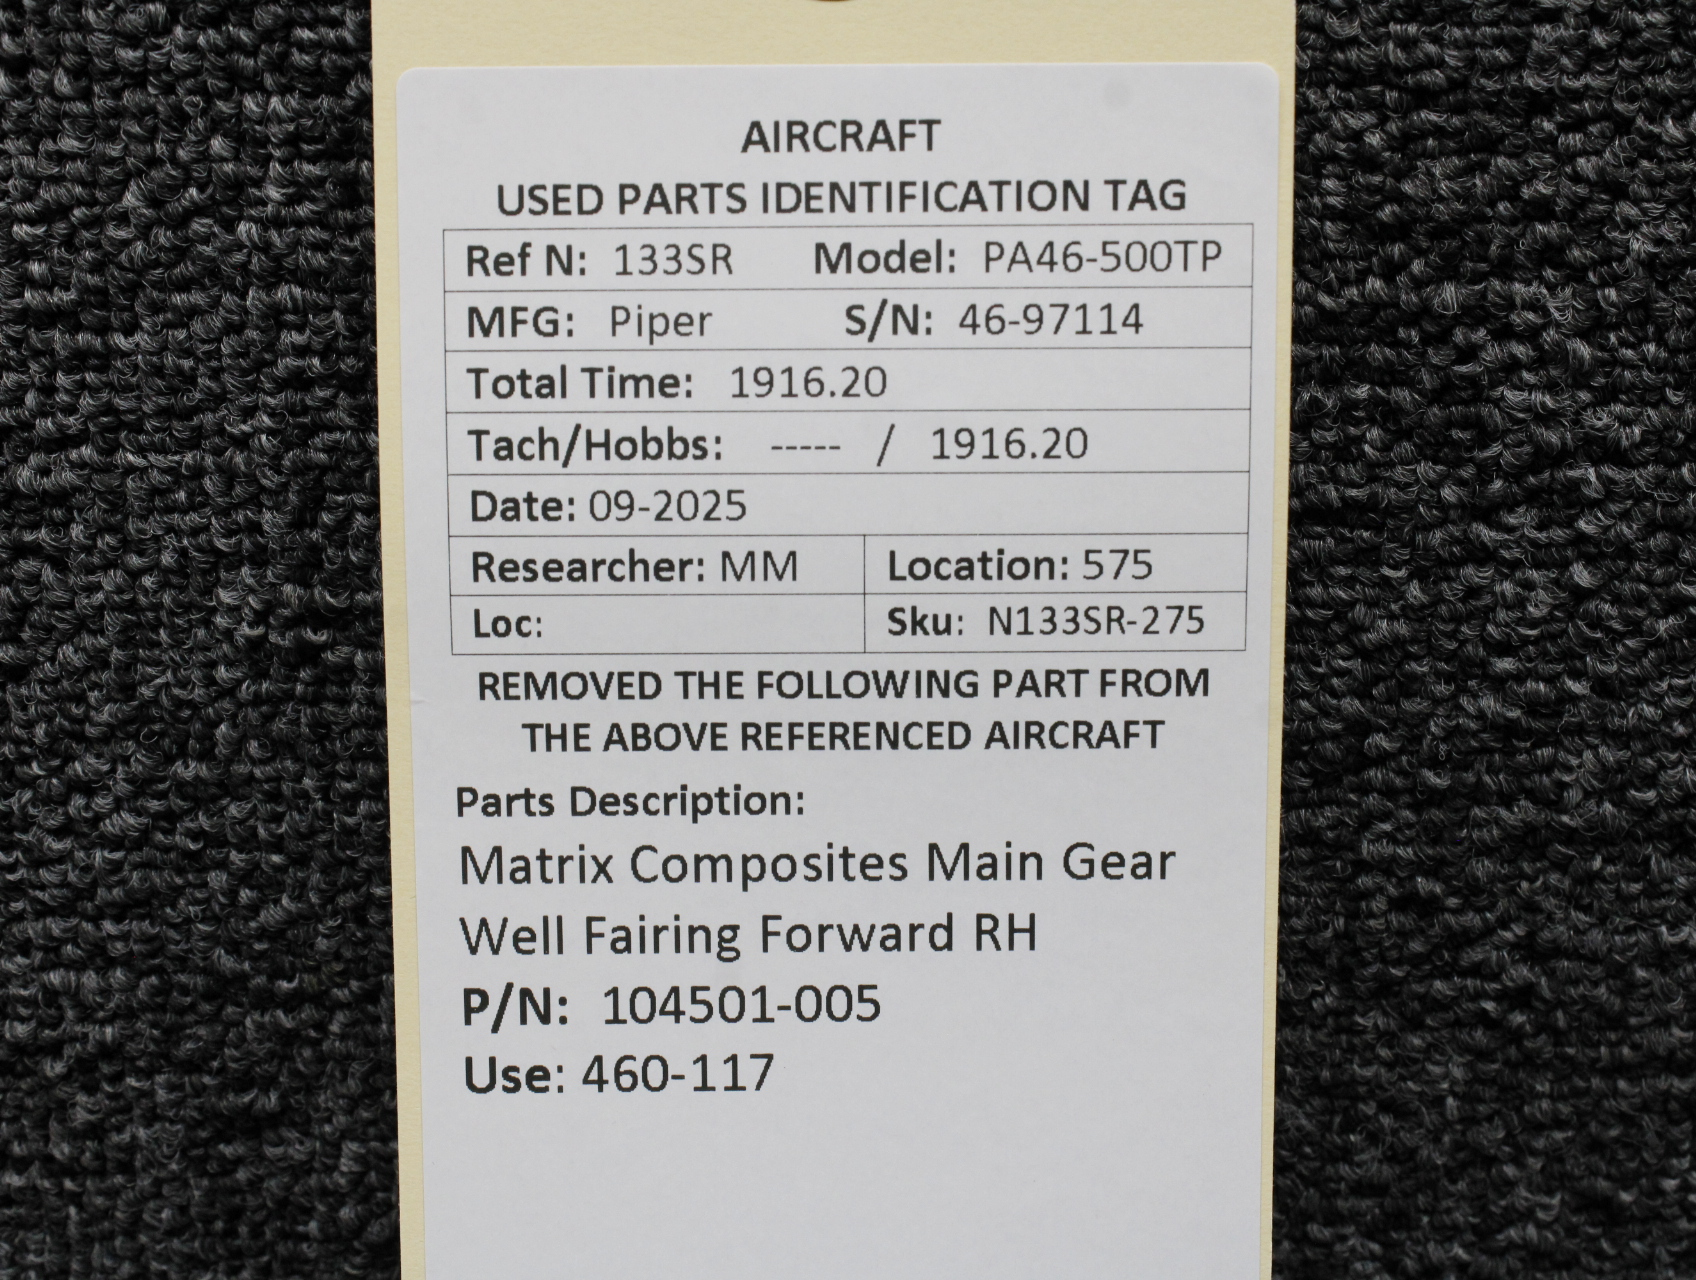 AIRCRAFT
USED PARTS IDENTIFICATION TAG
Ref N: 133SR Model: PA46-500TP
MFG: Piper S/N: 46-97114
Total Time: 1916.20
Tach/Hobbs: ----- / 1916.20
Date: 09-2025
Researcher: MM Location: 575
Loc: Sku: N133SR-275
REMOVED THE FOLLOWING PART FROM
THE ABOVE REFERENCED AIRCRAFT
Parts Description:
Matrix Composites Main Gear
Well Fairing Forward RH
P/N: 104501-005
Use: 460-117